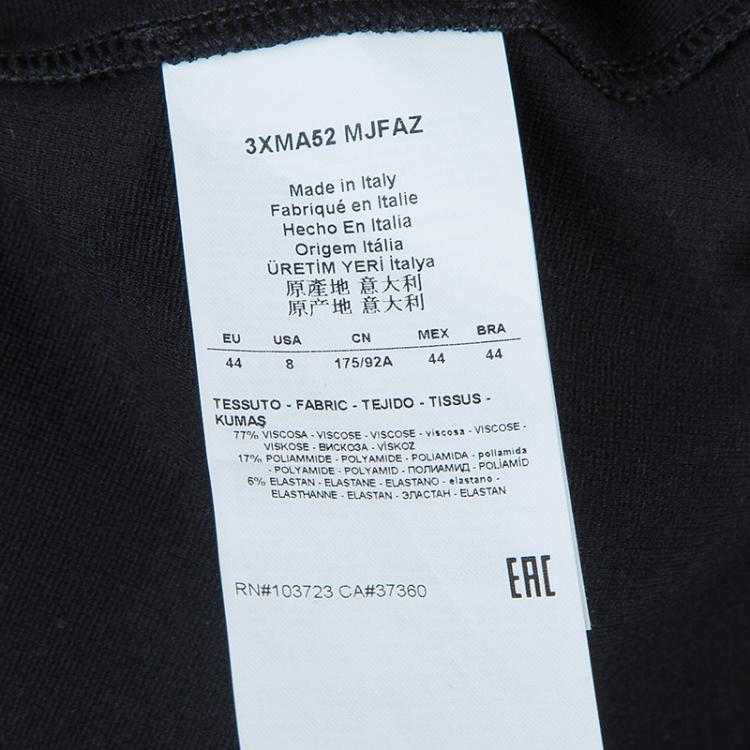 3XMA52 MJFAZ
Made in Italy
Fabriqué en Italie
Hecho En Italia
Origem Itália
ÜRETİM YERİ İtalya
原產地 意大利
原产地 意大利
EU USA CN MEX BRA
44 8 175/92A 44 44
TESSUTO - FABRIC - TEJIDO - TISSUS -
KUMAŞ
77% VISCOSA - VISCOSE - VISCOSE - viscosa - VISCOSE -
VISKOSE - ВИСКОЗА - VİSKOZ
17% POLIAMMIDE - POLYAMIDE - POLIAMIDA - poliamida
- POLYAMIDE - POLYAMID - ПОЛИАМИД - POLİAMİD
6% ELASTAN - ELASTANE - ELASTANO - elastano -
ELASTHANNE - ELASTAN - ЭЛАСТАН - ELASTAN
RN#103723 CA#37360
EAC